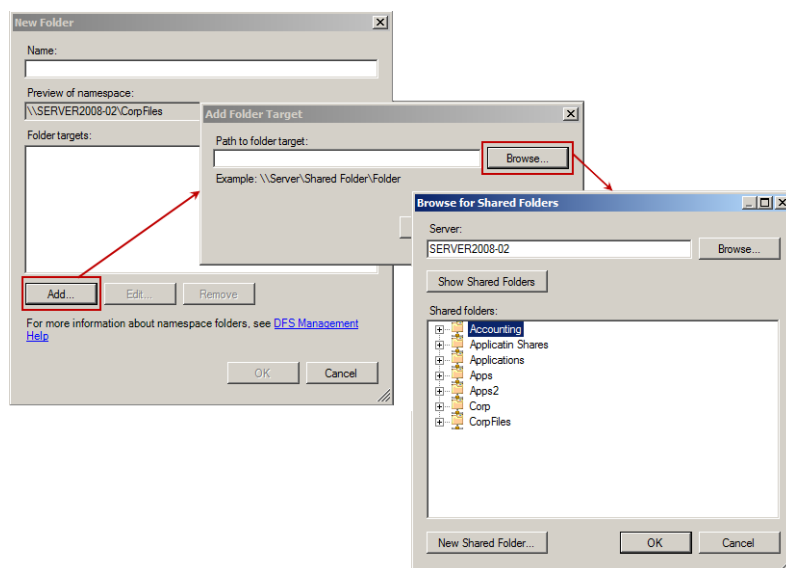 New Folder
Name:
Preview of namespace:
\\SERVER2008-02\CorpFiles
Folder targets:
Add...
Edit...
Remove
For more information about namespace folders, see DFS Management
Help
OK
Cancel
Add Folder Target
Path to folder target:
Browse...
Example: \\Server\Shared Folder\Folder
Browse for Shared Folders
Server:
SERVER2008-02
Browse...
Show Shared Folders
Shared folders:
Accounting
Applicatin Shares
Applications
Apps
Apps2
Corp
CorpFiles
New Shared Folder...
OK
Cancel